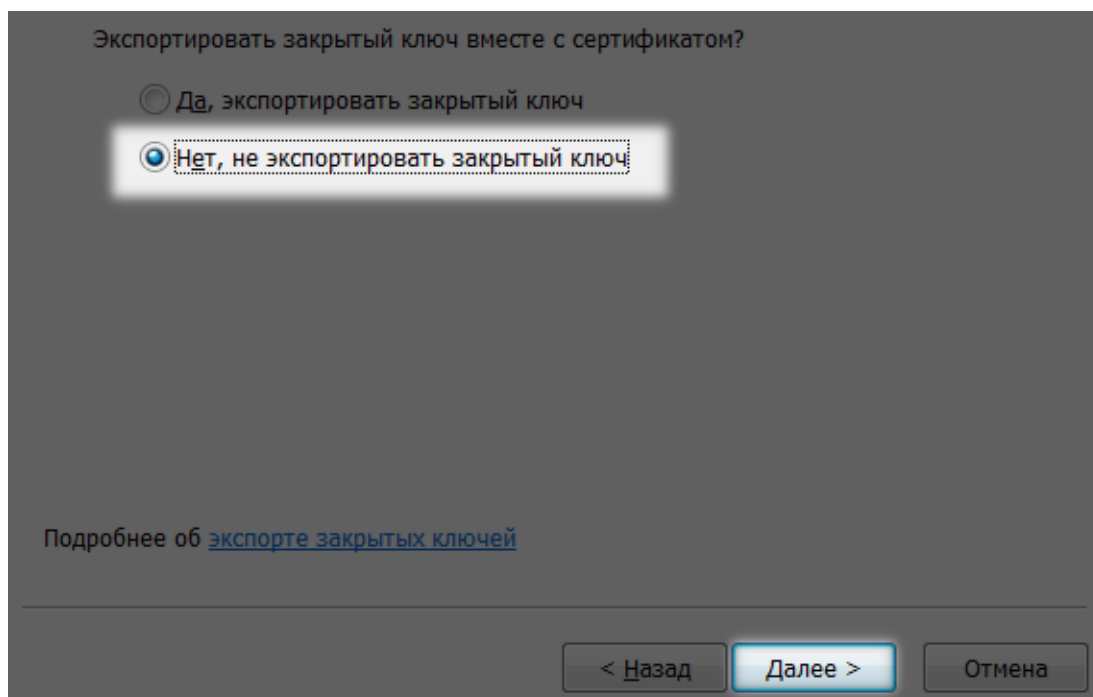 Экспортировать закрытый ключ вместе с сертификатом?
Да, экспортировать закрытый ключ
Нет, не экспортировать закрытый ключ
Подробнее об экспорте закрытых ключей
< Назад
Далее >
Отмена